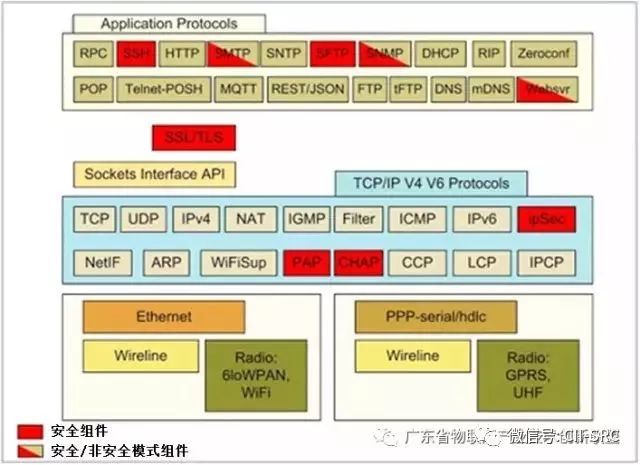 Application Protocols
RPC SSH HTTP SMTP SNTP SFTP SNMP DHCP RIP Zeroconf
POP Telnet-POSH MQTT REST/JSON FTP tFTP DNS mDNS Websvr
SSL/TLS
Sockets Interface API
TCP/IP V4 V6 Protocols
TCP UDP IPv4 NAT IGMP Filter ICMP IPv6 ipSec
NetIF ARP WiFiSup PAP CHAP CCP LCP IPCP
Ethernet
Wireline
Radio:
6loWPAN,
WiFi
PPP-serial/hdlc
Wireline
Radio:
GPRS,
UHF
安全组件
安全/非安全模式组件
广东省物联
微信号: CIT-SRC